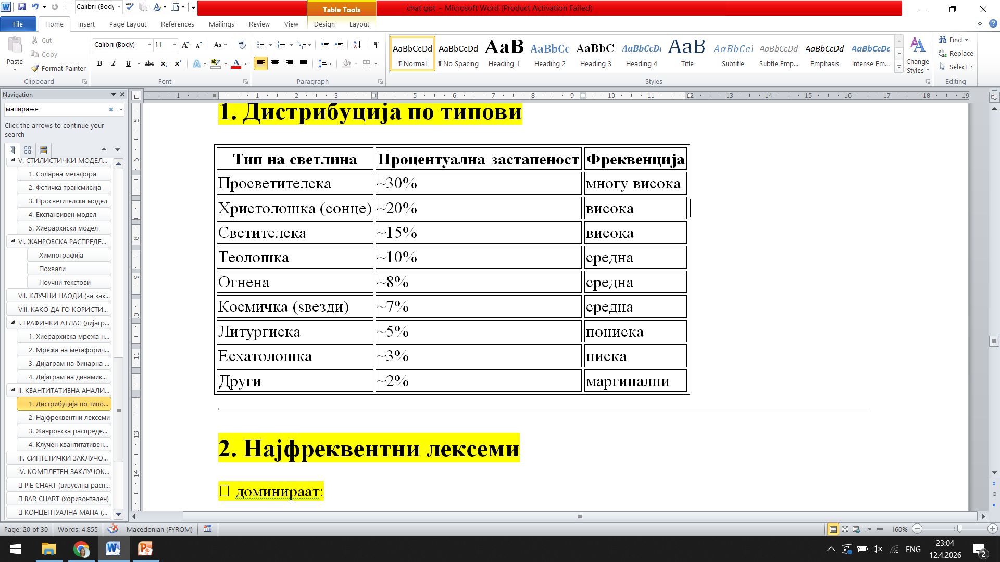 Calibri (Body
Table Tools
chat gpt - Microsoft Word (Product Activation Failed)
File
Home
Insert
Page Layout
References
Mailings
Review
View
Design
Layout
Paste
Cut
Copy
Format Painter
Clipboard
Calibri (Body)
11
Font
Paragraph
AaBbCcDd
¶ Normal
AaBbCcDd
¶ No Spacing
AaB
Heading 1
AaBbCc
Heading 2
AaBbC
Heading 3
AaBbCcDd
Heading 4
AaB
Title
AaBbCcI
Subtitle
AaBbCcDd
Subtle Emp...
AaBbCcDd
Emphasis
AaBbCcDd
Intense Em...
Change Styles
Styles
Find
Replace
Select
Editing
Navigation
мапирање
Click the arrows to continue your
search
V. СТИЛИСТИЧКИ МОДЕЛ...
1. Соларна метафора
2. Фотичка трансмисија
3. Просветителски модел
4. Експанзивен модел
5. Хиерархиски модел
VI. ЖАНРОВСКА РАСПРЕДЕ...
Химнографија
Похвали
Поучни текстови
VII. КЛУЧНИ НАОДИ (за зак...
VIII. КАКО ДА ГО КОРИСТИ...
I. ГРАФИЧКИ АТЛАС (дијагр...
1. Хиерархиска мрежа н...
2. Мрежа на метафорич...
3. Дијаграм на бинарна ...
4. Дијаграм на динамик...
II. КВАНТИТАТИВНА АНАЛИ...
1. Дистрибуција по типо...
2. Најфреквентни лексеми
3. Жанровска распреде...
4. Клучен квантитативен...
III. СИНТЕТИЧКИ ЗАКЛУЧО...
IV. КОМПЛЕТЕН ЗАКЛУЧОК...
PIE CHART (визуелна расп...
BAR CHART (хоризонтален)
КОНЦЕПТУАЛНА МАПА (...
1. Дистрибуција по типови
Тип на светлина Процентуална застапеност Фреквенција
Просветителска ~30% многу висока
Христолошка (сонце) ~20% висока
Светителска ~15% висока
Теолошка ~10% средна
Огнена ~8% средна
Космичка (ѕвезди) ~7% средна
Литургиска ~5% пониска
Есхатолошка ~3% ниска
Други ~2% маргинални
2. Најфреквентни лексеми
доминираат:
Page: 20 of 30
Words: 4.855
Macedonian (FYROM)
160%
ENG
23:04
12.4.2026
2